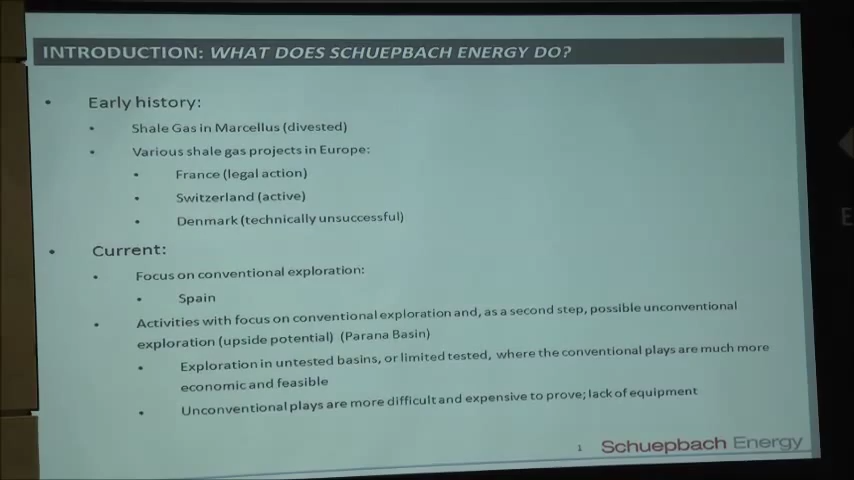 INTRODUCTION: WHAT DOES SCHUEPBACH ENERGY DO?
• Early history:
• Shale Gas in Marcellus (divested)
• Various shale gas projects in Europe:
• France (legal action)
• Switzerland (active)
• Denmark (technically unsuccessful)
• Current:
• Focus on conventional exploration:
• Spain
• Activities with focus on conventional exploration and, as a second step, possible unconventional
exploration (upside potential) (Parana Basin)
• Exploration in untested basins, or limited tested, where the conventional plays are much more
economic and feasible
• Unconventional plays are more difficult and expensive to prove; lack of equipment
1 Schuepbach Energy